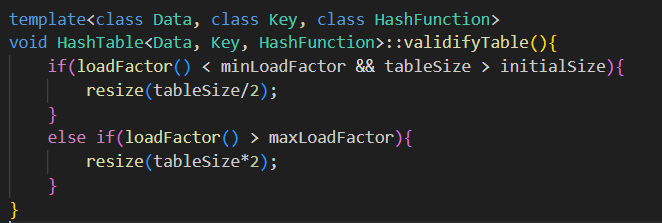 template<class Data, class Key, class HashFunction>
void HashTable<Data, Key, HashFunction>::validifyTable(){
    if(loadFactor() < minLoadFactor && tableSize > initialSize){
        resize(tableSize/2);
    }
    else if(loadFactor() > maxLoadFactor){
        resize(tableSize*2);
    }
}